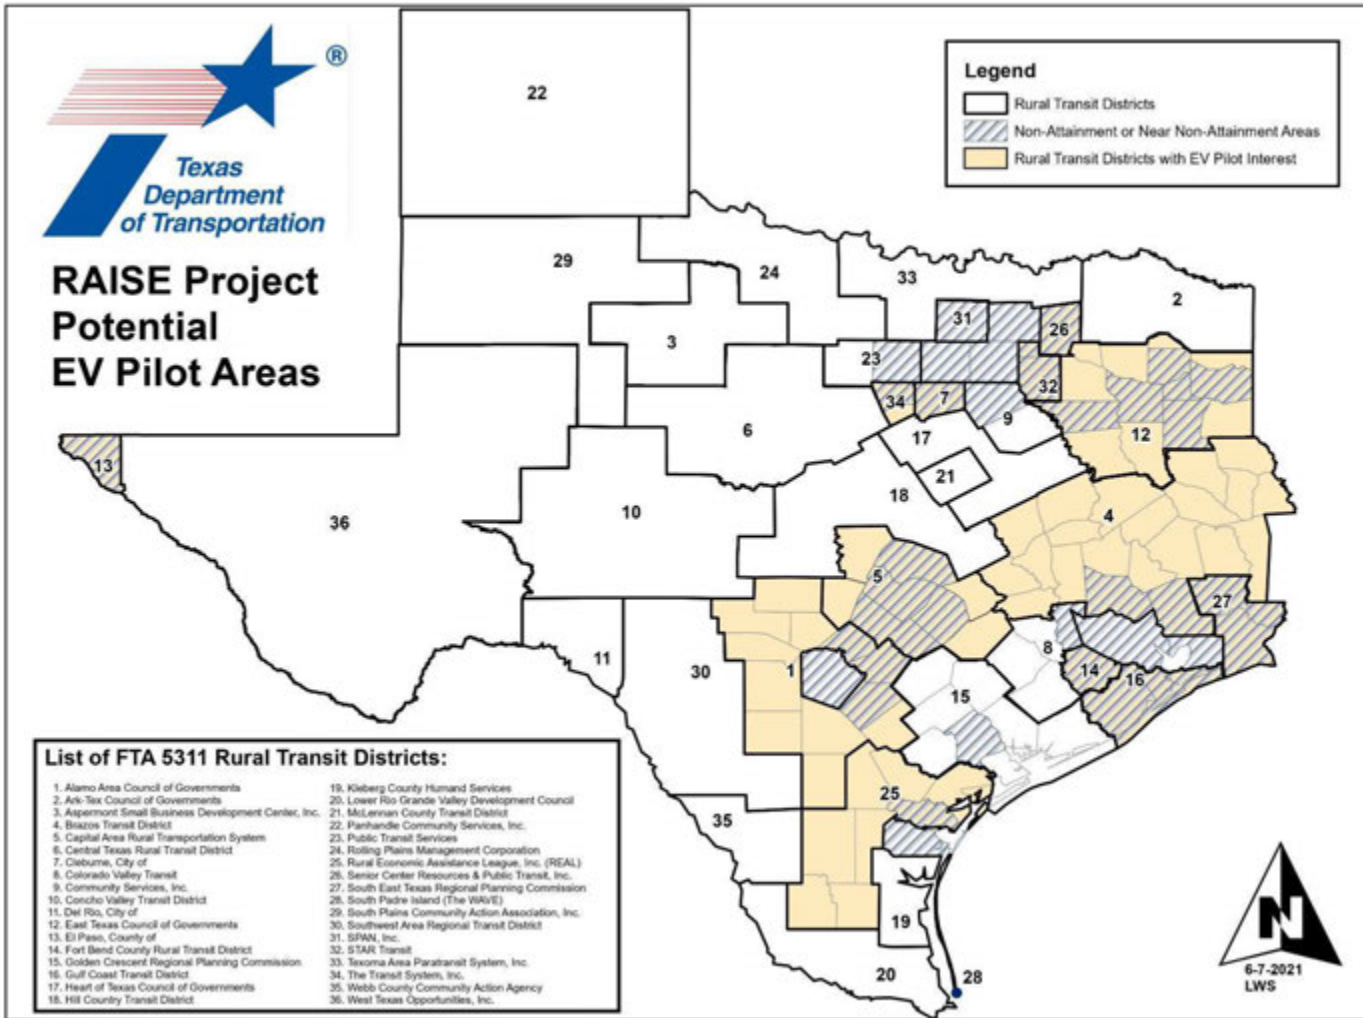 ®
Texas
Department
of Transportation
RAISE Project
Potential
EV Pilot Areas
Legend
Rural Transit Districts
Non-Attainment or Near Non-Attainment Areas
Rural Transit Districts with EV Pilot Interest
22
29
24
33
2
3
31
26
23
32
34
7
9
12
6
17
21
18
13
36
10
4
5
27
11
30
1
8
14
16
15
25
35
19
20
28
List of FTA 5311 Rural Transit Districts:
1. Alamo Area Council of Governments
2. Ark-Tex Council of Governments
3. Aspermont Small Business Development Center, Inc.
4. Brazos Transit District
5. Capital Area Rural Transportation System
6. Central Texas Rural Transit District
7. Cleburne, City of
8. Colorado Valley Transit
9. Community Services, Inc.
10. Concho Valley Transit District
11. Del Rio, City of
12. East Texas Council of Governments
13. El Paso, County of
14. Fort Bend County Rural Transit District
15. Golden Crescent Regional Planning Commission
16. Gulf Coast Transit District
17. Heart of Texas Council of Governments
18. Hill Country Transit District
19. Kleberg County Humand Services
20. Lower Rio Grande Valley Development Council
21. McLennan County Transit District
22. Panhandle Community Services, Inc.
23. Public Transit Services
24. Rolling Plains Management Corporation
25. Rural Economic Assistance League, Inc. (REAL)
26. Senior Center Resources & Public Transit, Inc.
27. South East Texas Regional Planning Commission
28. South Padre Island (The WAVE)
29. South Plains Community Action Association, Inc.
30. Southwest Area Regional Transit District
31. SPAN, Inc.
32. STAR Transit
33. Texoma Area Paratransit System, Inc.
34. The Transit System, Inc.
35. Webb County Community Action Agency
36. West Texas Opportunities, Inc.
N
6-7-2021
LWS